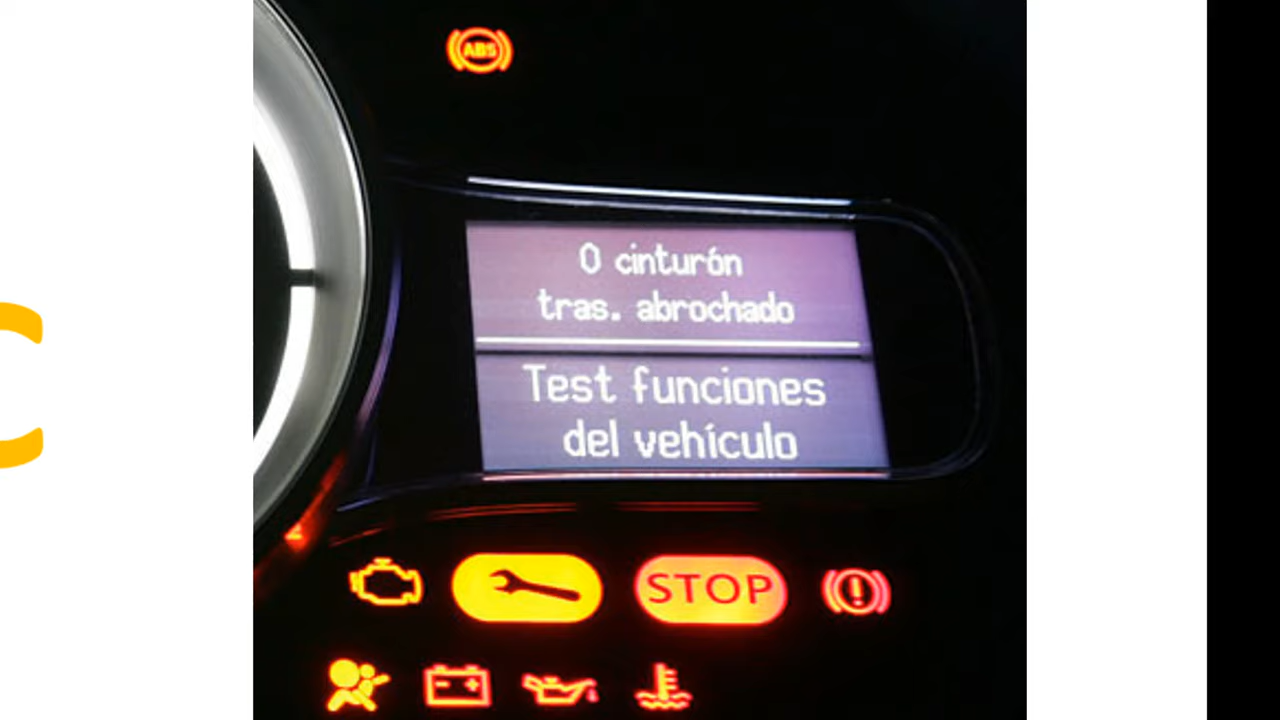 ABS
0 cinturón
tras. abrochado
Test funciones
del vehículo
STOP